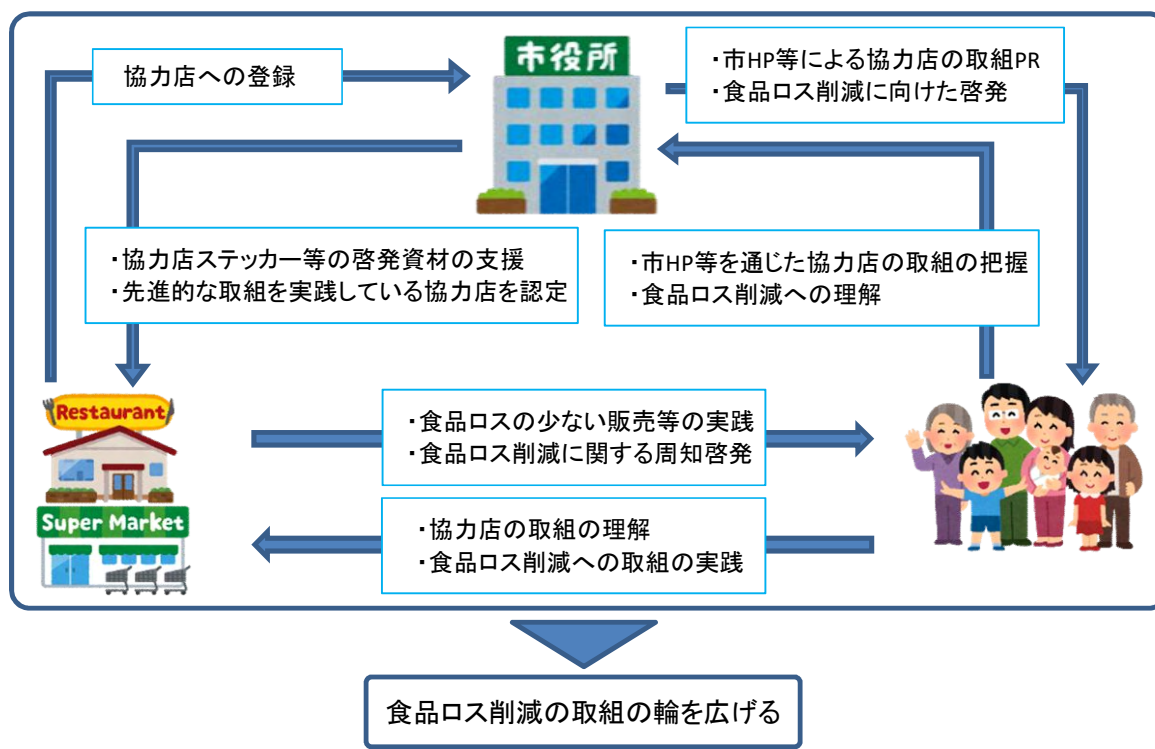 市役所
協力店への登録
・市HP等による協力店の取組PR
・食品ロス削減に向けた啓発
・協力店ステッカー等の啓発資材の支援
・先進的な取組を実践している協力店を認定
・市HP等を通じた協力店の取組の把握
・食品ロス削減への理解
Restaurant
Super Market
・食品ロスの少ない販売等の実践
・食品ロス削減に関する周知啓発
・協力店の取組の理解
・食品ロス削減への取組の実践
食品ロス削減の取組の輪を広げる